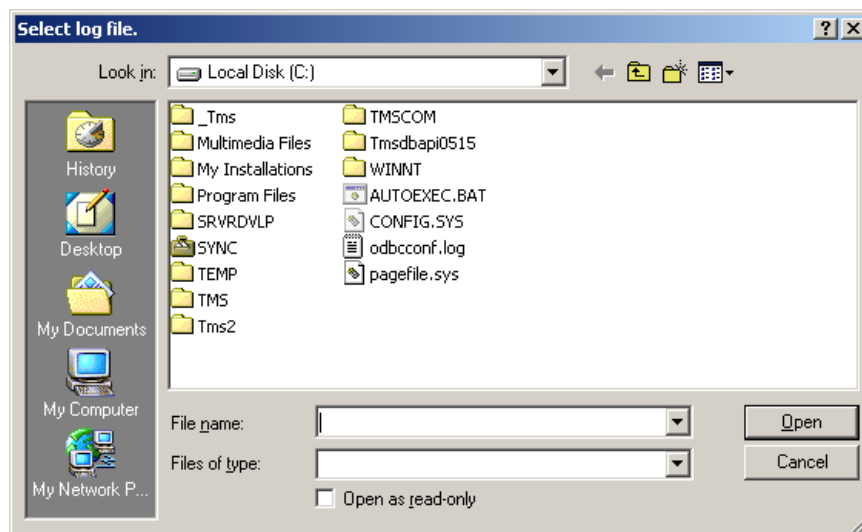 Select log file.
Look in: Local Disk (C:)
History
Desktop
My Documents
My Computer
My Network P...
_Tms
Multimedia Files
My Installations
Program Files
SRVRDVLP
SYNC
TEMP
TMS
Tms2
TMSCOM
Tmsdbapi0515
WINNT
AUTOEXEC.BAT
CONFIG.SYS
odbcconf.log
pagefile.sys
File name:
Open
Files of type:
Cancel
Open as read-only